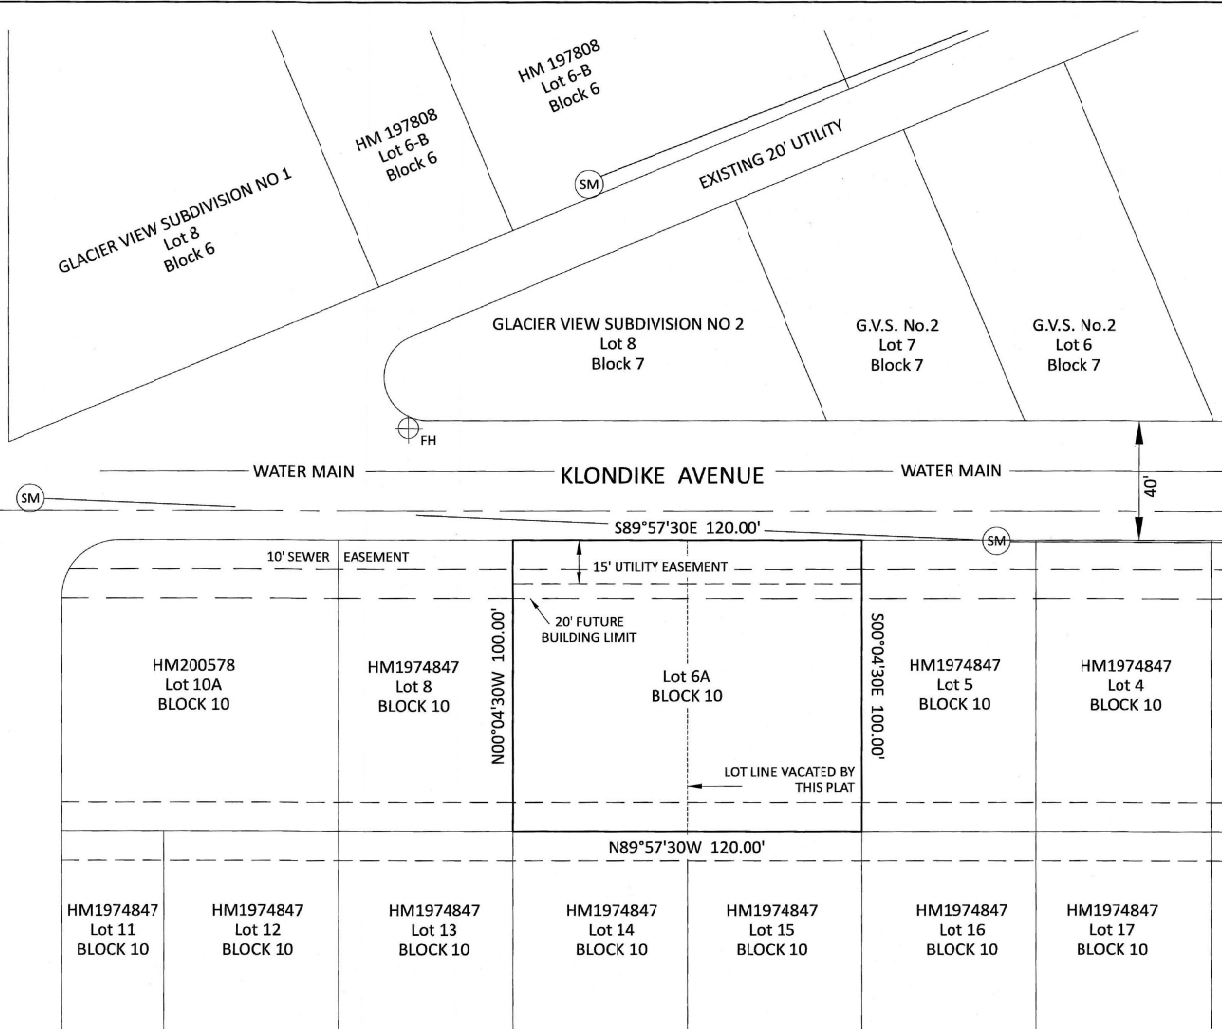 HM 197808
Lot 6-B
Block 6
HM 197808
Lot 6-B
Block 6
GLACIER VIEW SUBDIVISION NO 1
Lot 8
Block 6
SM
EXISTING 20' UTILITY
GLACIER VIEW SUBDIVISION NO 2
Lot 8
Block 7
G.V.S. No.2
Lot 7
Block 7
G.V.S. No.2
Lot 6
Block 7
FH
WATER MAIN
KLONDIKE AVENUE
WATER MAIN
40'
SM
S89°57'30E 120.00'
SM
10' SEWER EASEMENT
15' UTILITY EASEMENT
20' FUTURE
BUILDING LIMIT
N00°04'30W 100.00'
S00°04'30E 100.00'
HM200578
Lot 10A
BLOCK 10
HM1974847
Lot 8
BLOCK 10
Lot 6A
BLOCK 10
HM1974847
Lot 5
BLOCK 10
HM1974847
Lot 4
BLOCK 10
LOT LINE VACATED BY
THIS PLAT
N89°57'30W 120.00'
HM1974847
Lot 11
BLOCK 10
HM1974847
Lot 12
BLOCK 10
HM1974847
Lot 13
BLOCK 10
HM1974847
Lot 14
BLOCK 10
HM1974847
Lot 15
BLOCK 10
HM1974847
Lot 16
BLOCK 10
HM1974847
Lot 17
BLOCK 10